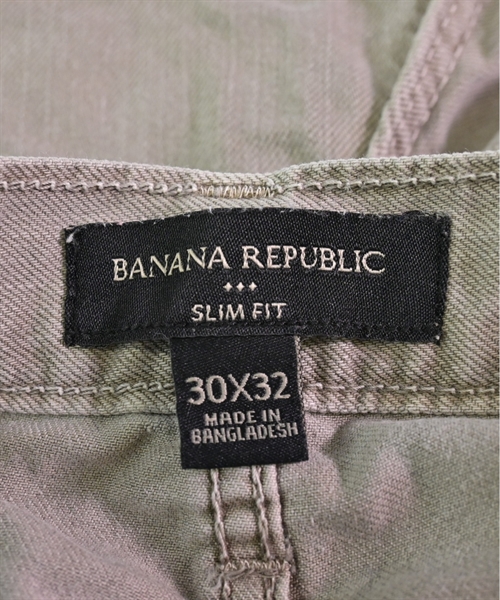 BANANA REPUBLIC
SLIM FIT
30X32
MADE IN
BANGLADESH